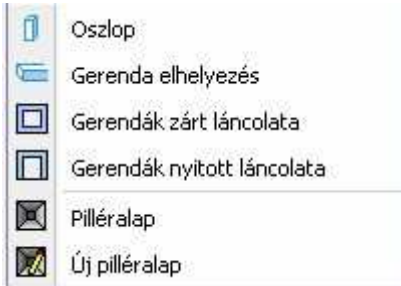 Oszlop
Gerenda elhelyezés
Gerendák zárt láncolata
Gerendák nyitott láncolata
Pilléralap
Új pilléralap